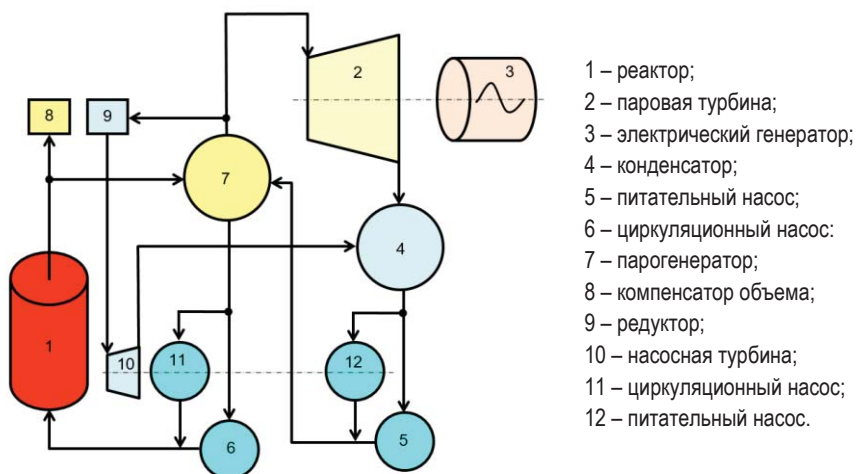 2
3
8
9
7
4
1
10
11
12
6
5
1 – реактор;
2 – паровая турбина;
3 – электрический генератор;
4 – конденсатор;
5 – питательный насос;
6 – циркуляционный насос:
7 – парогенератор;
8 – компенсатор объема;
9 – редуктор;
10 – насосная турбина;
11 – циркуляционный насос;
12 – питательный насос.